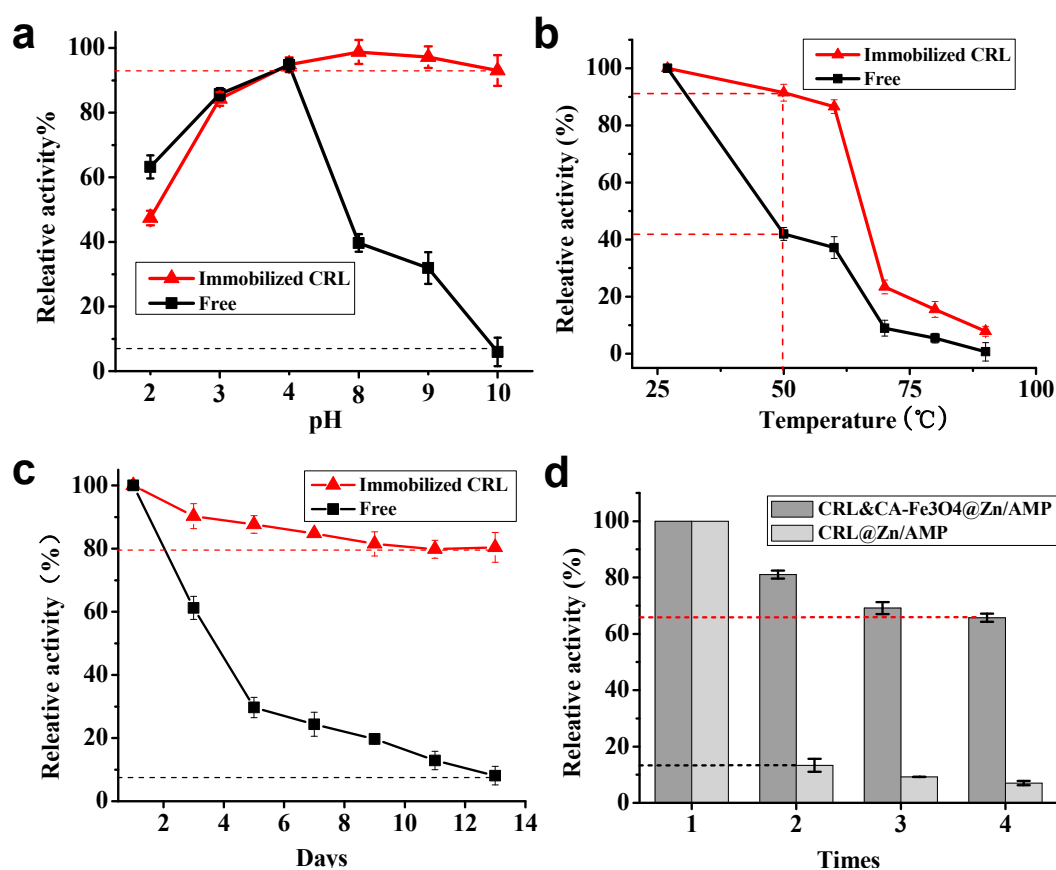 a
100
80
60
40
20
0
Releative activity%
Immobilized CRL
Free
2 3 4 8 9 10
pH
b
100
80
60
40
20
0
Releative activity (%)
Immobilized CRL
Free
25 50 75 100
Temperature (℃)
c
100
80
60
40
20
0
Releative activity (%)
Immobilized CRL
Free
2 4 6 8 10 12 14
Days
d
100
80
60
40
20
0
Releative activity (%)
CRL&CA-Fe3O4@Zn/AMP
CRL@Zn/AMP
1 2 3 4
Times